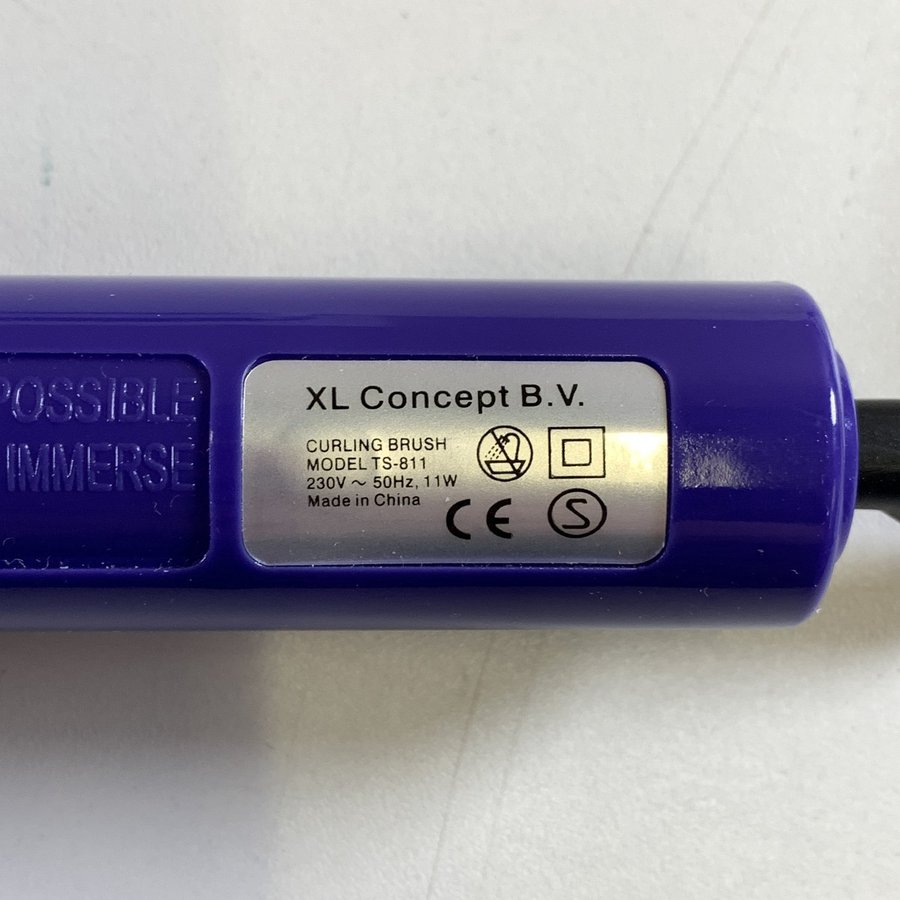 POSSIBLE
IMMERSE
XL Concept B.V.
CURLING BRUSH
MODEL TS-811
230V ~ 50Hz, 11W
Made in China
CE
S